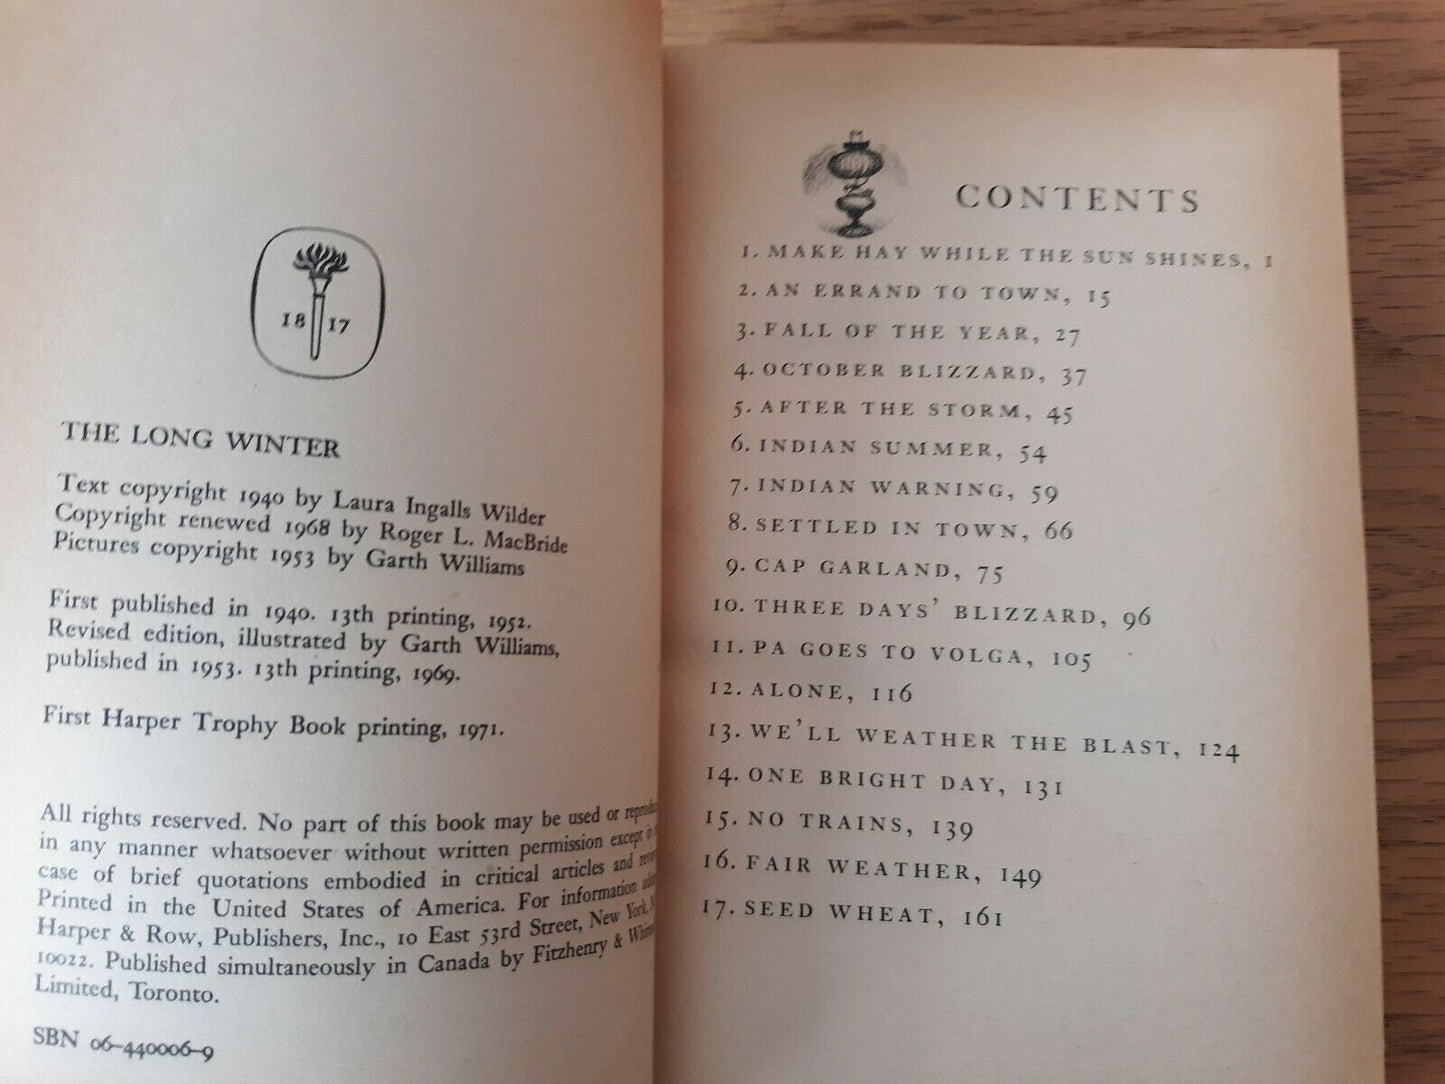 18 17
THE LONG WINTER
Text copyright 1940 by Laura Ingalls Wilder
Copyright renewed 1968 by Roger L. MacBride
Pictures copyright 1953 by Garth Williams
First published in 1940. 13th printing, 1952.
Revised edition, illustrated by Garth Williams,
published in 1953. 13th printing, 1969.
First Harper Trophy Book printing, 1971.
All rights reserved. No part of this book may be used or
in any manner whatsoever without written permission except in
case of brief quotations embodied in critical articles and
Printed in the United States of America. For information
Harper & Row, Publishers, Inc., 10 East 53rd Street, New York,
10022. Published simultaneously in Canada by Fitzhenry &
Limited, Toronto.
SBN 06-440006-9
CONTENTS
1. MAKE HAY WHILE THE SUN SHINES, 1
2. AN ERRAND TO TOWN, 15
3. FALL OF THE YEAR, 27
4. OCTOBER BLIZZARD, 37
5. AFTER THE STORM, 45
6. INDIAN SUMMER, 54
7. INDIAN WARNING, 59
8. SETTLED IN TOWN, 66
9. CAP GARLAND, 75
10. THREE DAYS' BLIZZARD, 96
11. PA GOES TO VOLGA, 105
12. ALONE, 116
13. WE'LL WEATHER THE BLAST, 124
14. ONE BRIGHT DAY, 131
15. NO TRAINS, 139
16. FAIR WEATHER, 149
17. SEED WHEAT, 161